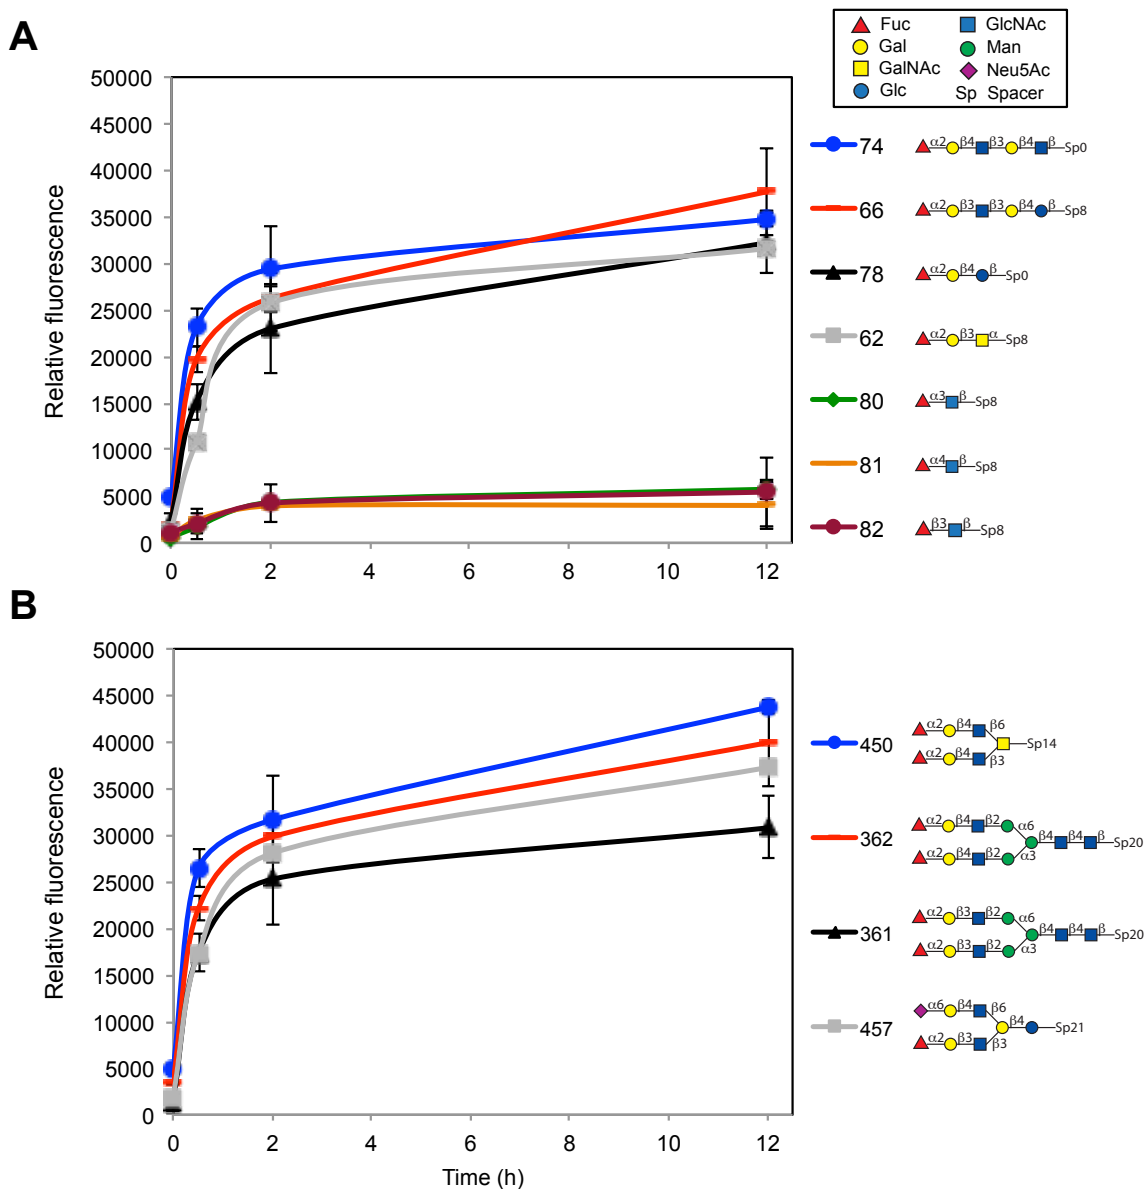 A
Fuc GlcNAc
Gal Man
GalNAc Neu5Ac
Glc Sp Spacer
50000
45000
40000
35000
30000
25000
20000
15000
10000
5000
0
Relative fluorescence
0 2 4 6 8 10 12
74 α2 β4 β3 β4 β Sp0
66 α2 β3 β3 β4 β Sp8
78 α2 β4 β Sp0
62 α2 β3 α Sp8
80 α3 β Sp8
81 α4 β Sp8
82 β3 β Sp8
B
50000
45000
40000
35000
30000
25000
20000
15000
10000
5000
0
Relative fluorescence
0 2 4 6 8 10 12
Time (h)
α2 β4 β6
450 Sp14
α2 β4 β3
α2 β4 β2 α6
362 β4 β4 β Sp20
α2 β4 β2 α3
α2 β3 β2 α6
361 β4 β4 β Sp20
α2 β3 β2 α3
α6 β4 β6
457 β4 Sp21
α2 β3 β3